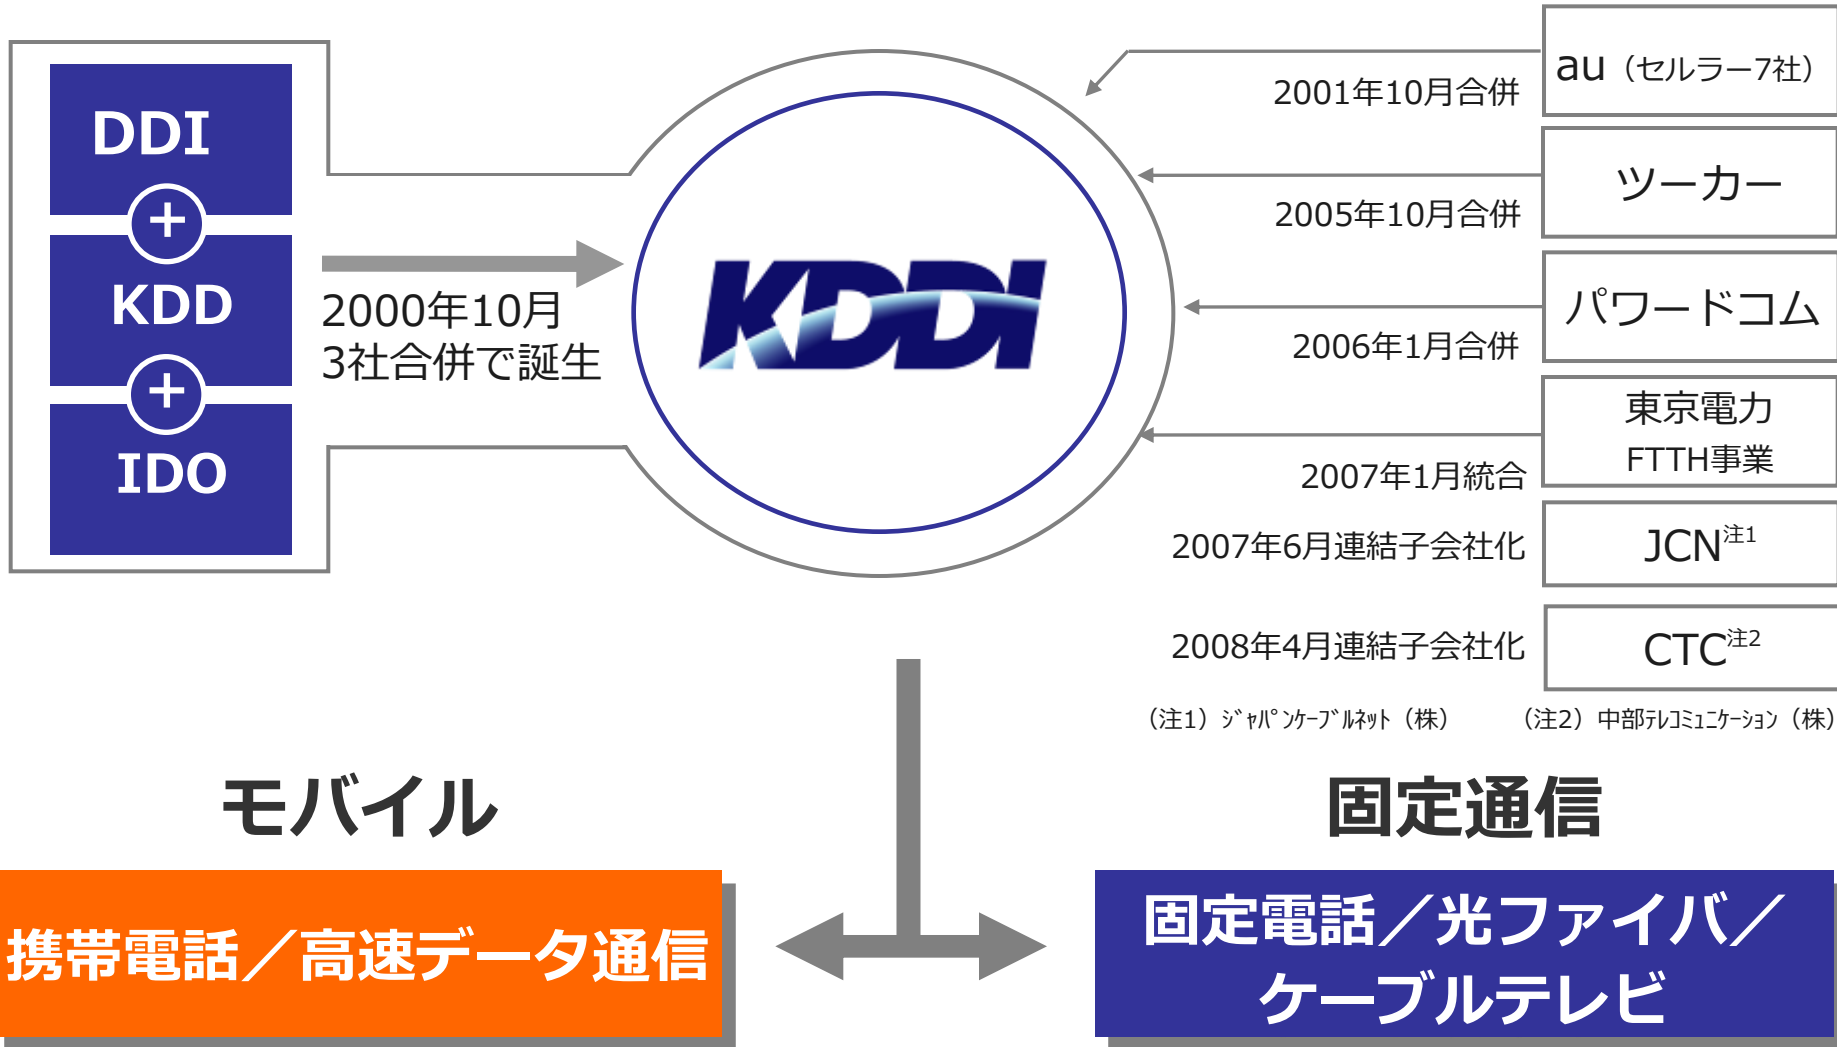 DDI
+
KDD
+
IDO
2000年10月
3社合併で誕生
KDDI
au（セルラー7社）
2001年10月合併
ツーカー
2005年10月合併
パワードコム
2006年1月合併
東京電力
FTTH事業
2007年1月統合
2007年6月連結子会社化
JCN注1
2008年4月連結子会社化
CTC注2
（注1）ｼﾞｬﾊﾟﾝｹｰﾌﾞﾙﾈｯﾄ（株）
（注2）中部ﾃﾚｺﾐｭﾆｹｰｼｮﾝ（株）
モバイル
固定通信
携帯電話／高速データ通信
固定電話／光ファイバ／
ケーブルテレビ